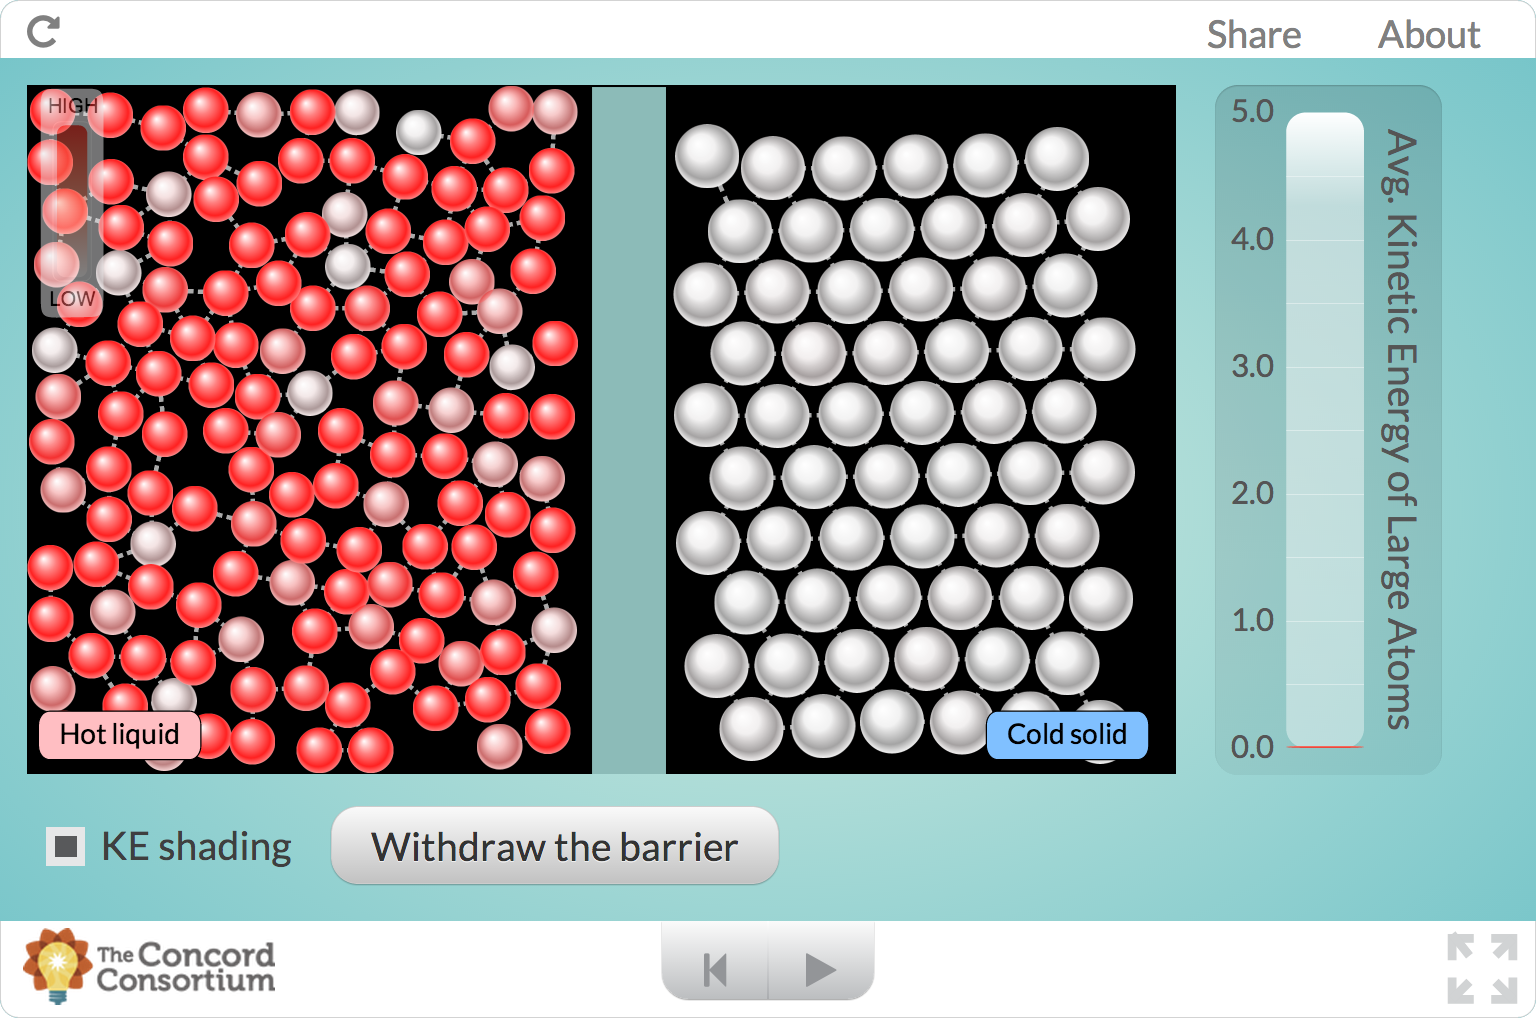 Share About
HIGH
LOW
Hot liquid
Cold solid
5.0
4.0
3.0
2.0
1.0
0.0
Avg. Kinetic Energy of Large Atoms
KE shading
Withdraw the barrier
The Concord
Consortium